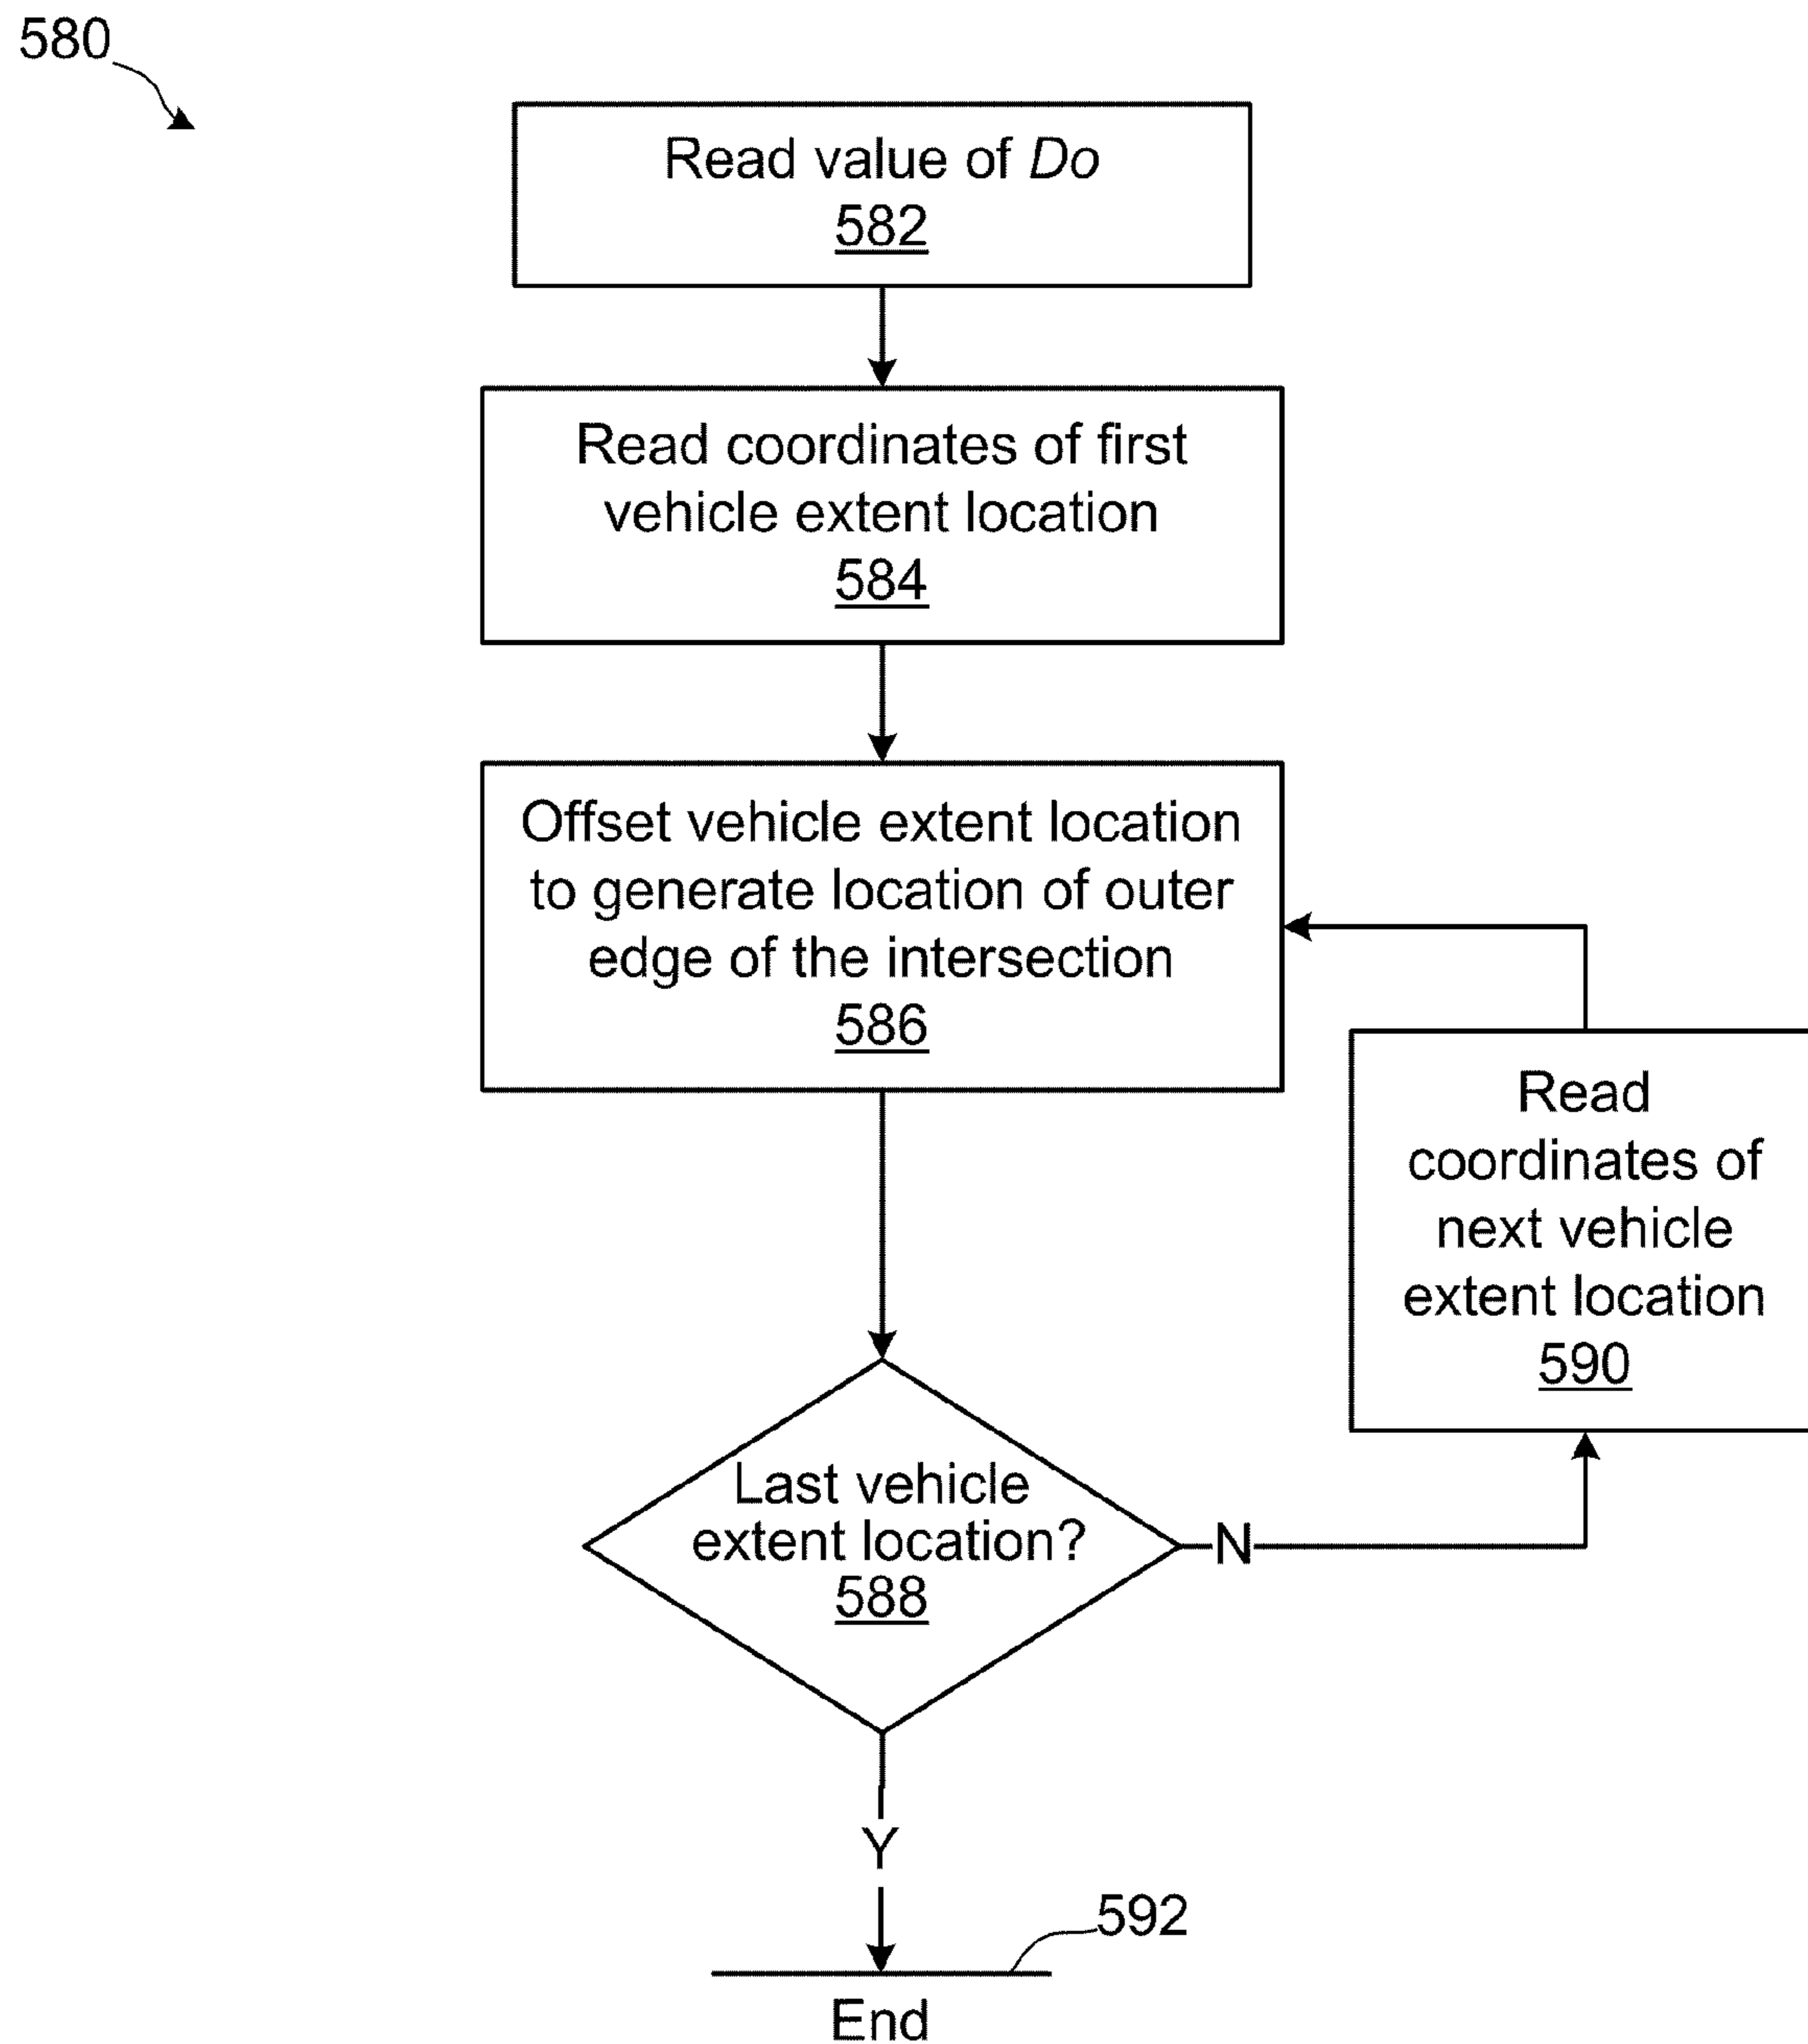 580
Read value of Do
582
Read coordinates of first
vehicle extent location
584
Offset vehicle extent location
to generate location of outer
edge of the intersection
586
Read
coordinates of
next vehicle
extent location
590
Last vehicle
extent location?
588
N
Y
592
End